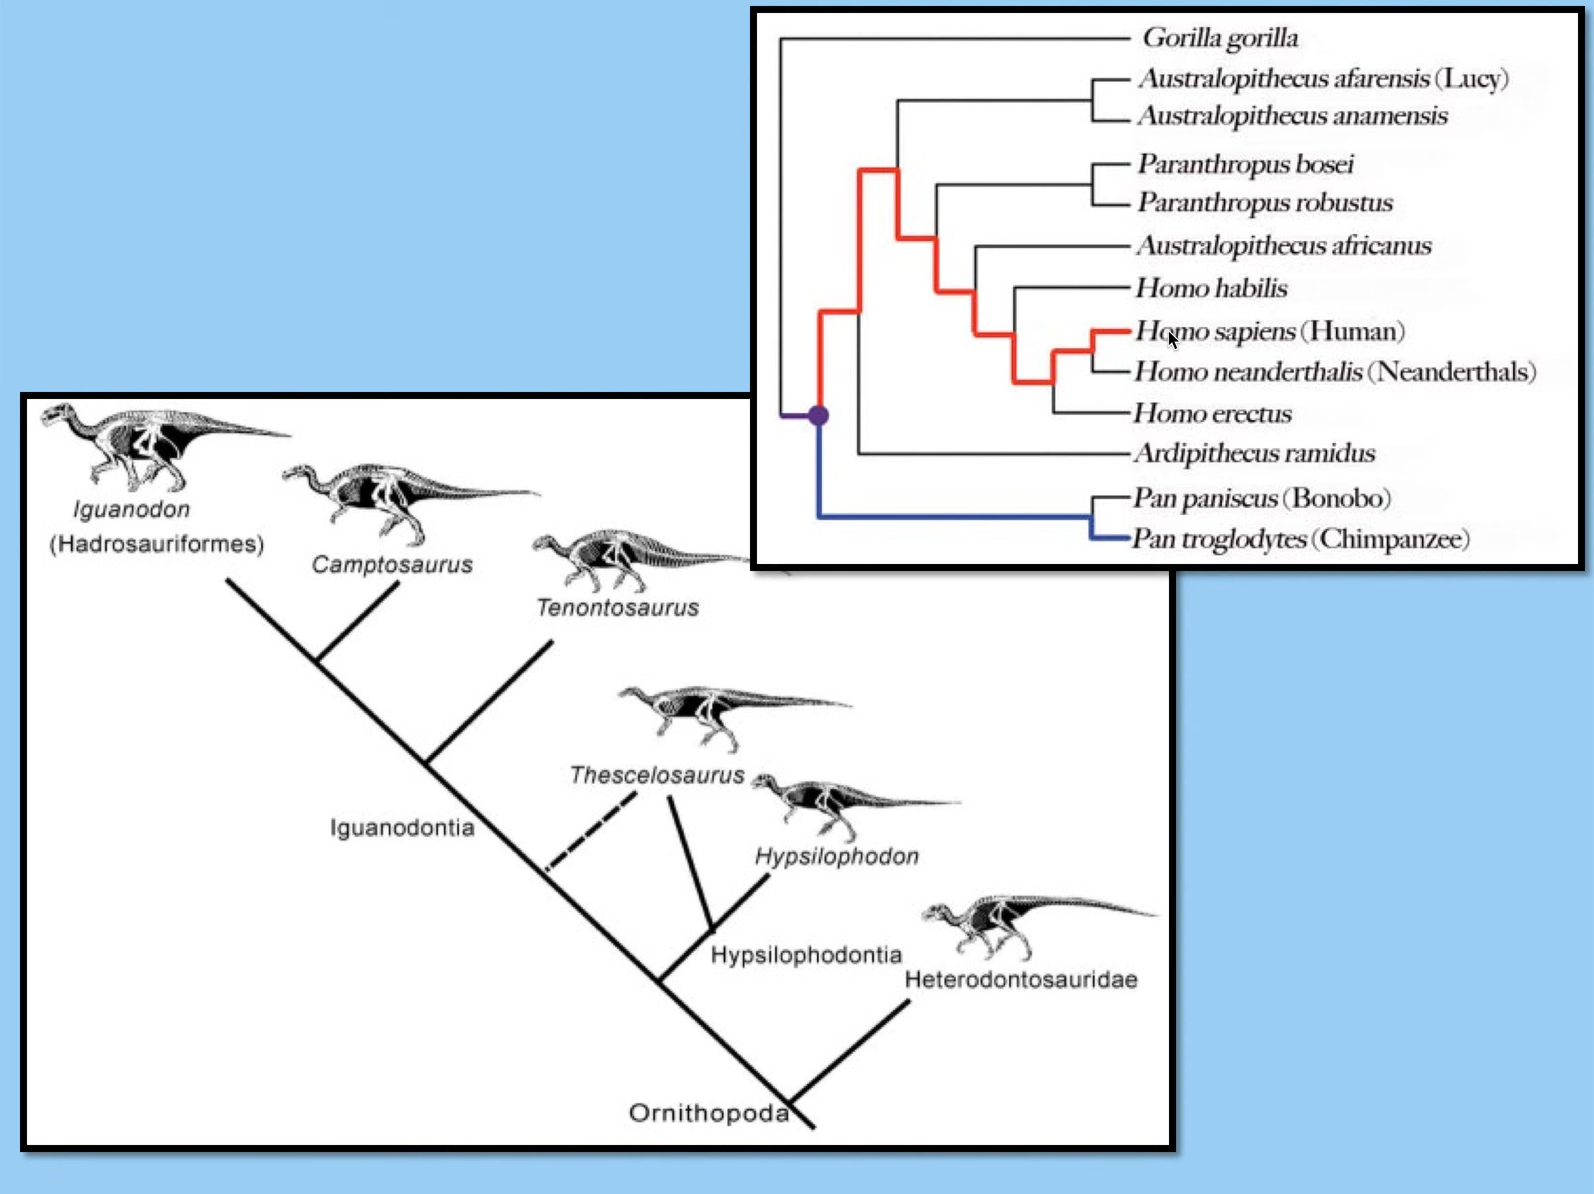 Gorilla gorilla
Australopithecus afarensis (Lucy)
Australopithecus anamensis
Paranthropus bosei
Paranthropus robustus
Australopithecus africanus
Homo habilis
Homo sapiens (Human)
Homo neanderthalis (Neanderthals)
Homo erectus
Ardipithecus ramidus
Pan paniscus (Bonobo)
Pan troglodytes (Chimpanzee)
Iguanodon
(Hadrosauriformes)
Camptosaurus
Tenontosaurus
Thescelosaurus
Iguanodontia
Hypsilophodon
Hypsilophodontia
Heterodontosauridae
Ornithopoda